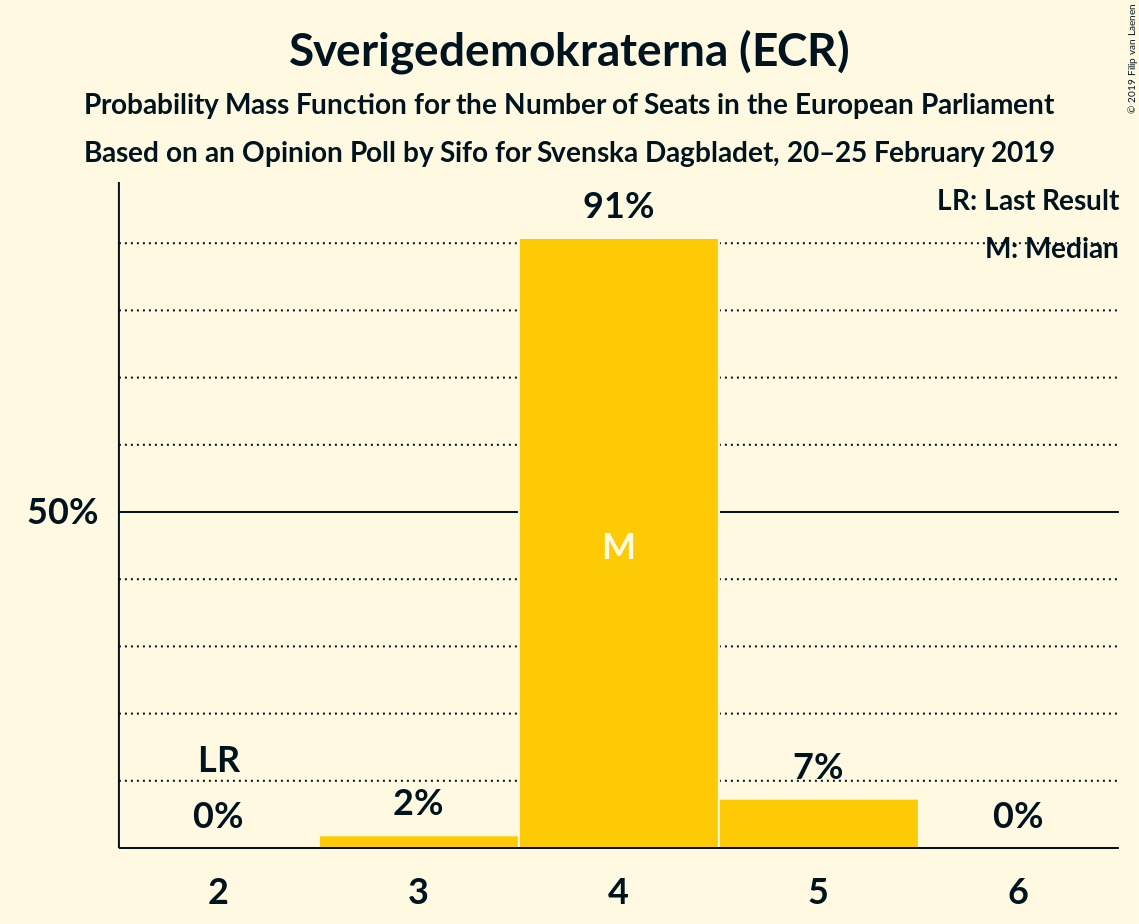 Sverigedemokraterna (ECR)
Probability Mass Function for the Number of Seats in the European Parliament
Based on an Opinion Poll by Sifo for Svenska Dagbladet, 20–25 February 2019
© 2019 Filip van Laenen
LR: Last Result
M: Median
91%
50%
M
LR
0%
2%
7%
0%
2 3 4 5 6